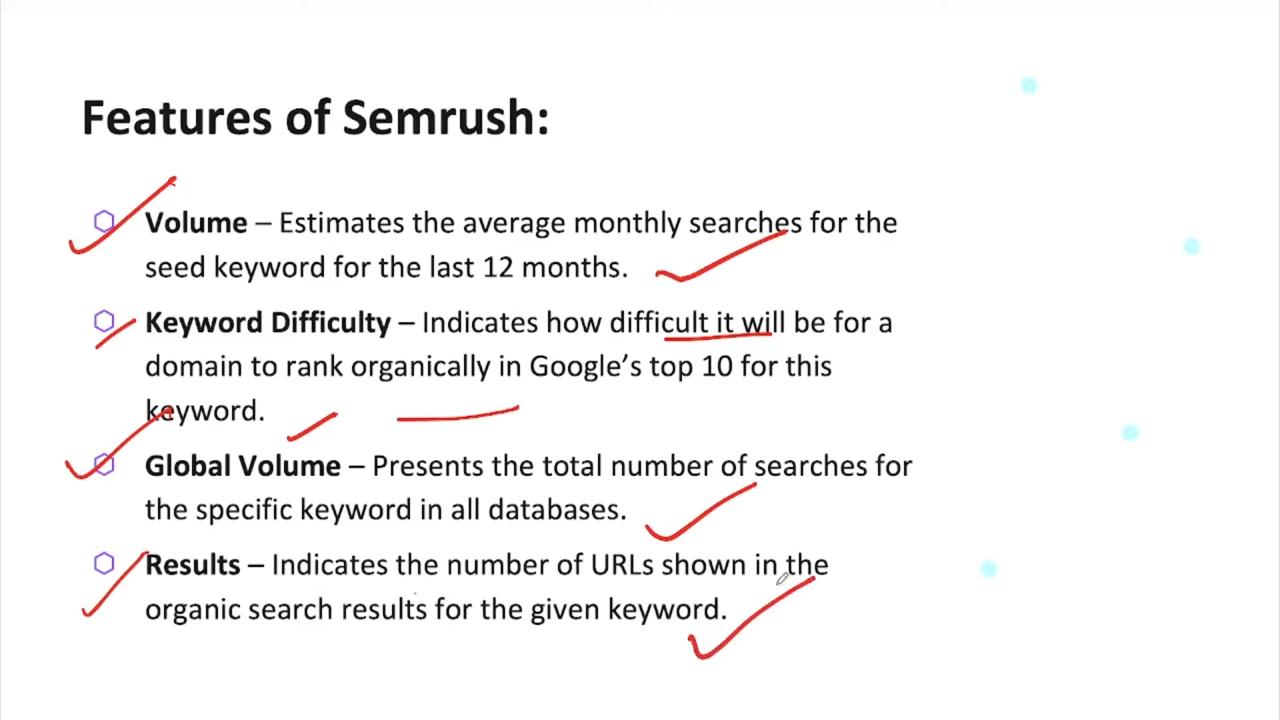 Features of Semrush:
Volume – Estimates the average monthly searches for the
seed keyword for the last 12 months.
Keyword Difficulty – Indicates how difficult it will be for a
domain to rank organically in Google’s top 10 for this
keyword.
Global Volume – Presents the total number of searches for
the specific keyword in all databases.
Results – Indicates the number of URLs shown in the
organic search results for the given keyword.